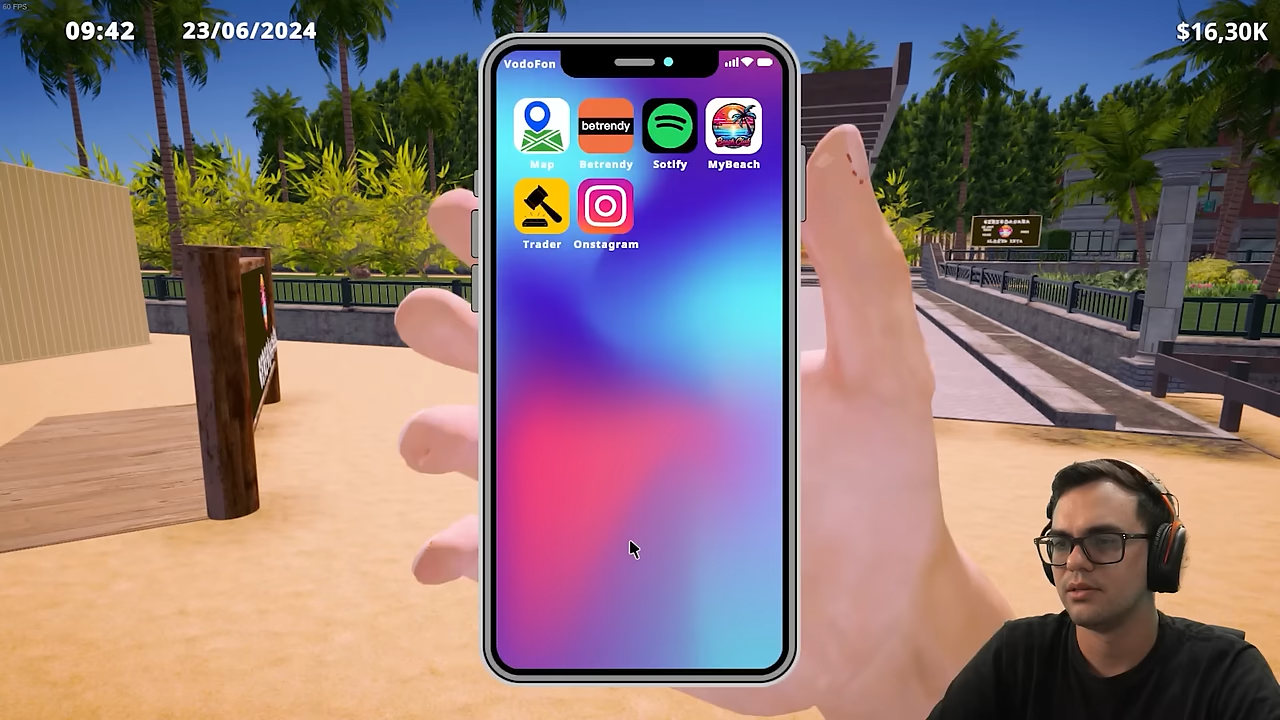 60 FPS
09:42 23/06/2024
$16,30K
VodoFon
betrendy
Map Betrendy Sotify MyBeach
Trader Onstagram